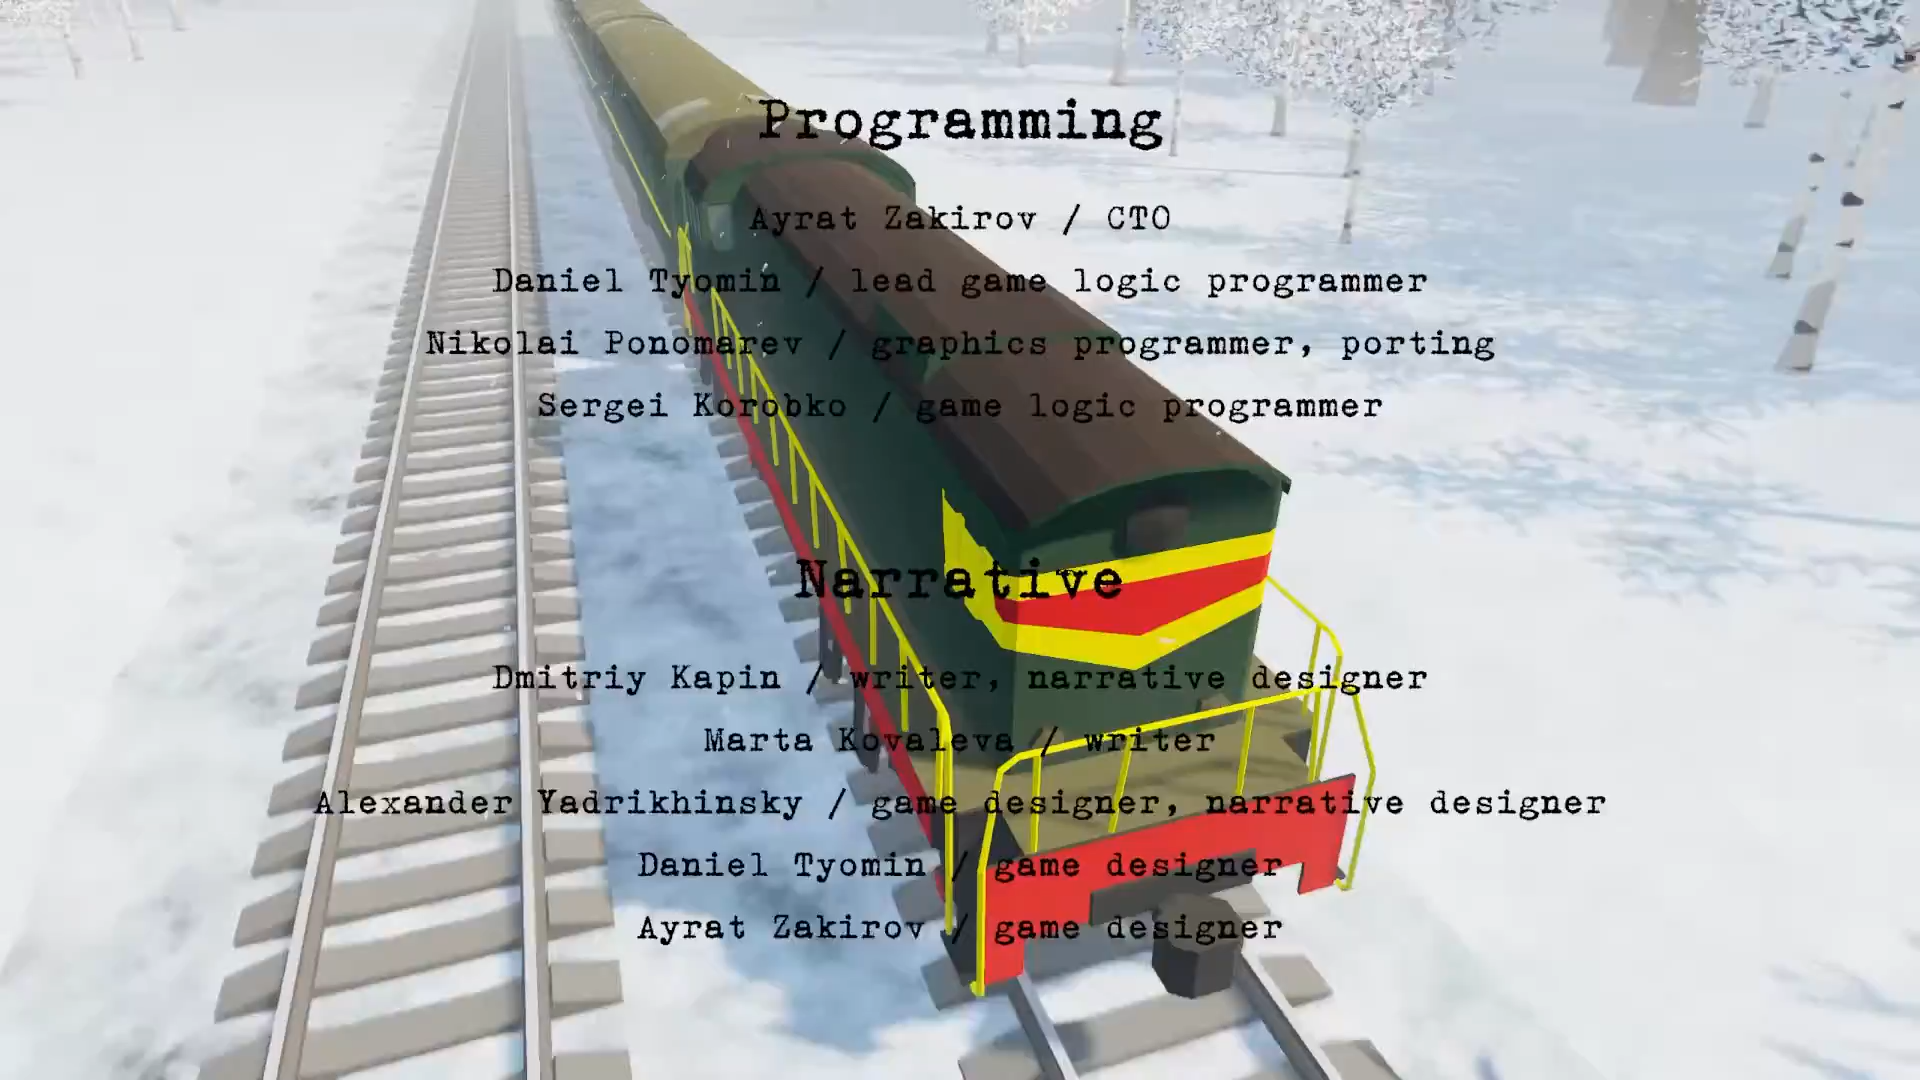 Programming
Ayrat Zakirov / CTO
Daniel Tyomin / lead game logic programmer
Nikolai Ponomarev / graphics programmer, porting
Sergei Korobko / game logic programmer
Narrative
Dmitriy Kapin / writer, narrative designer
Marta Kovaleva / writer
Alexander Yadrikhinsky / game designer, narrative designer
Daniel Tyomin / game designer
Ayrat Zakirov / game designer